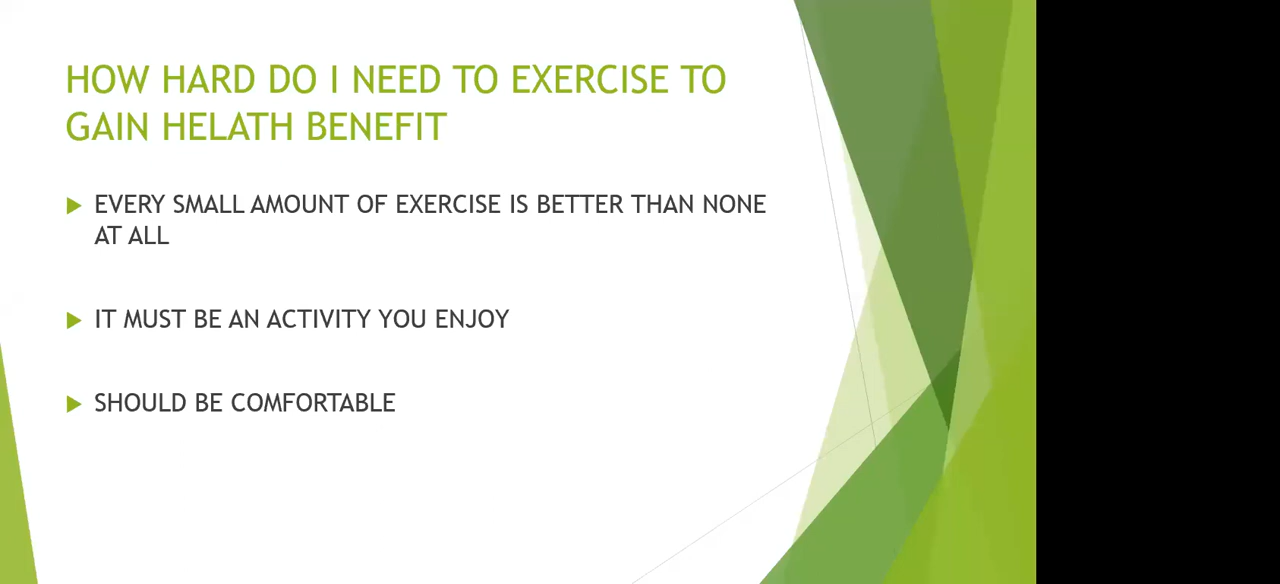 HOW HARD DO I NEED TO EXERCISE TO
GAIN HELATH BENEFIT
EVERY SMALL AMOUNT OF EXERCISE IS BETTER THAN NONE
AT ALL
IT MUST BE AN ACTIVITY YOU ENJOY
SHOULD BE COMFORTABLE